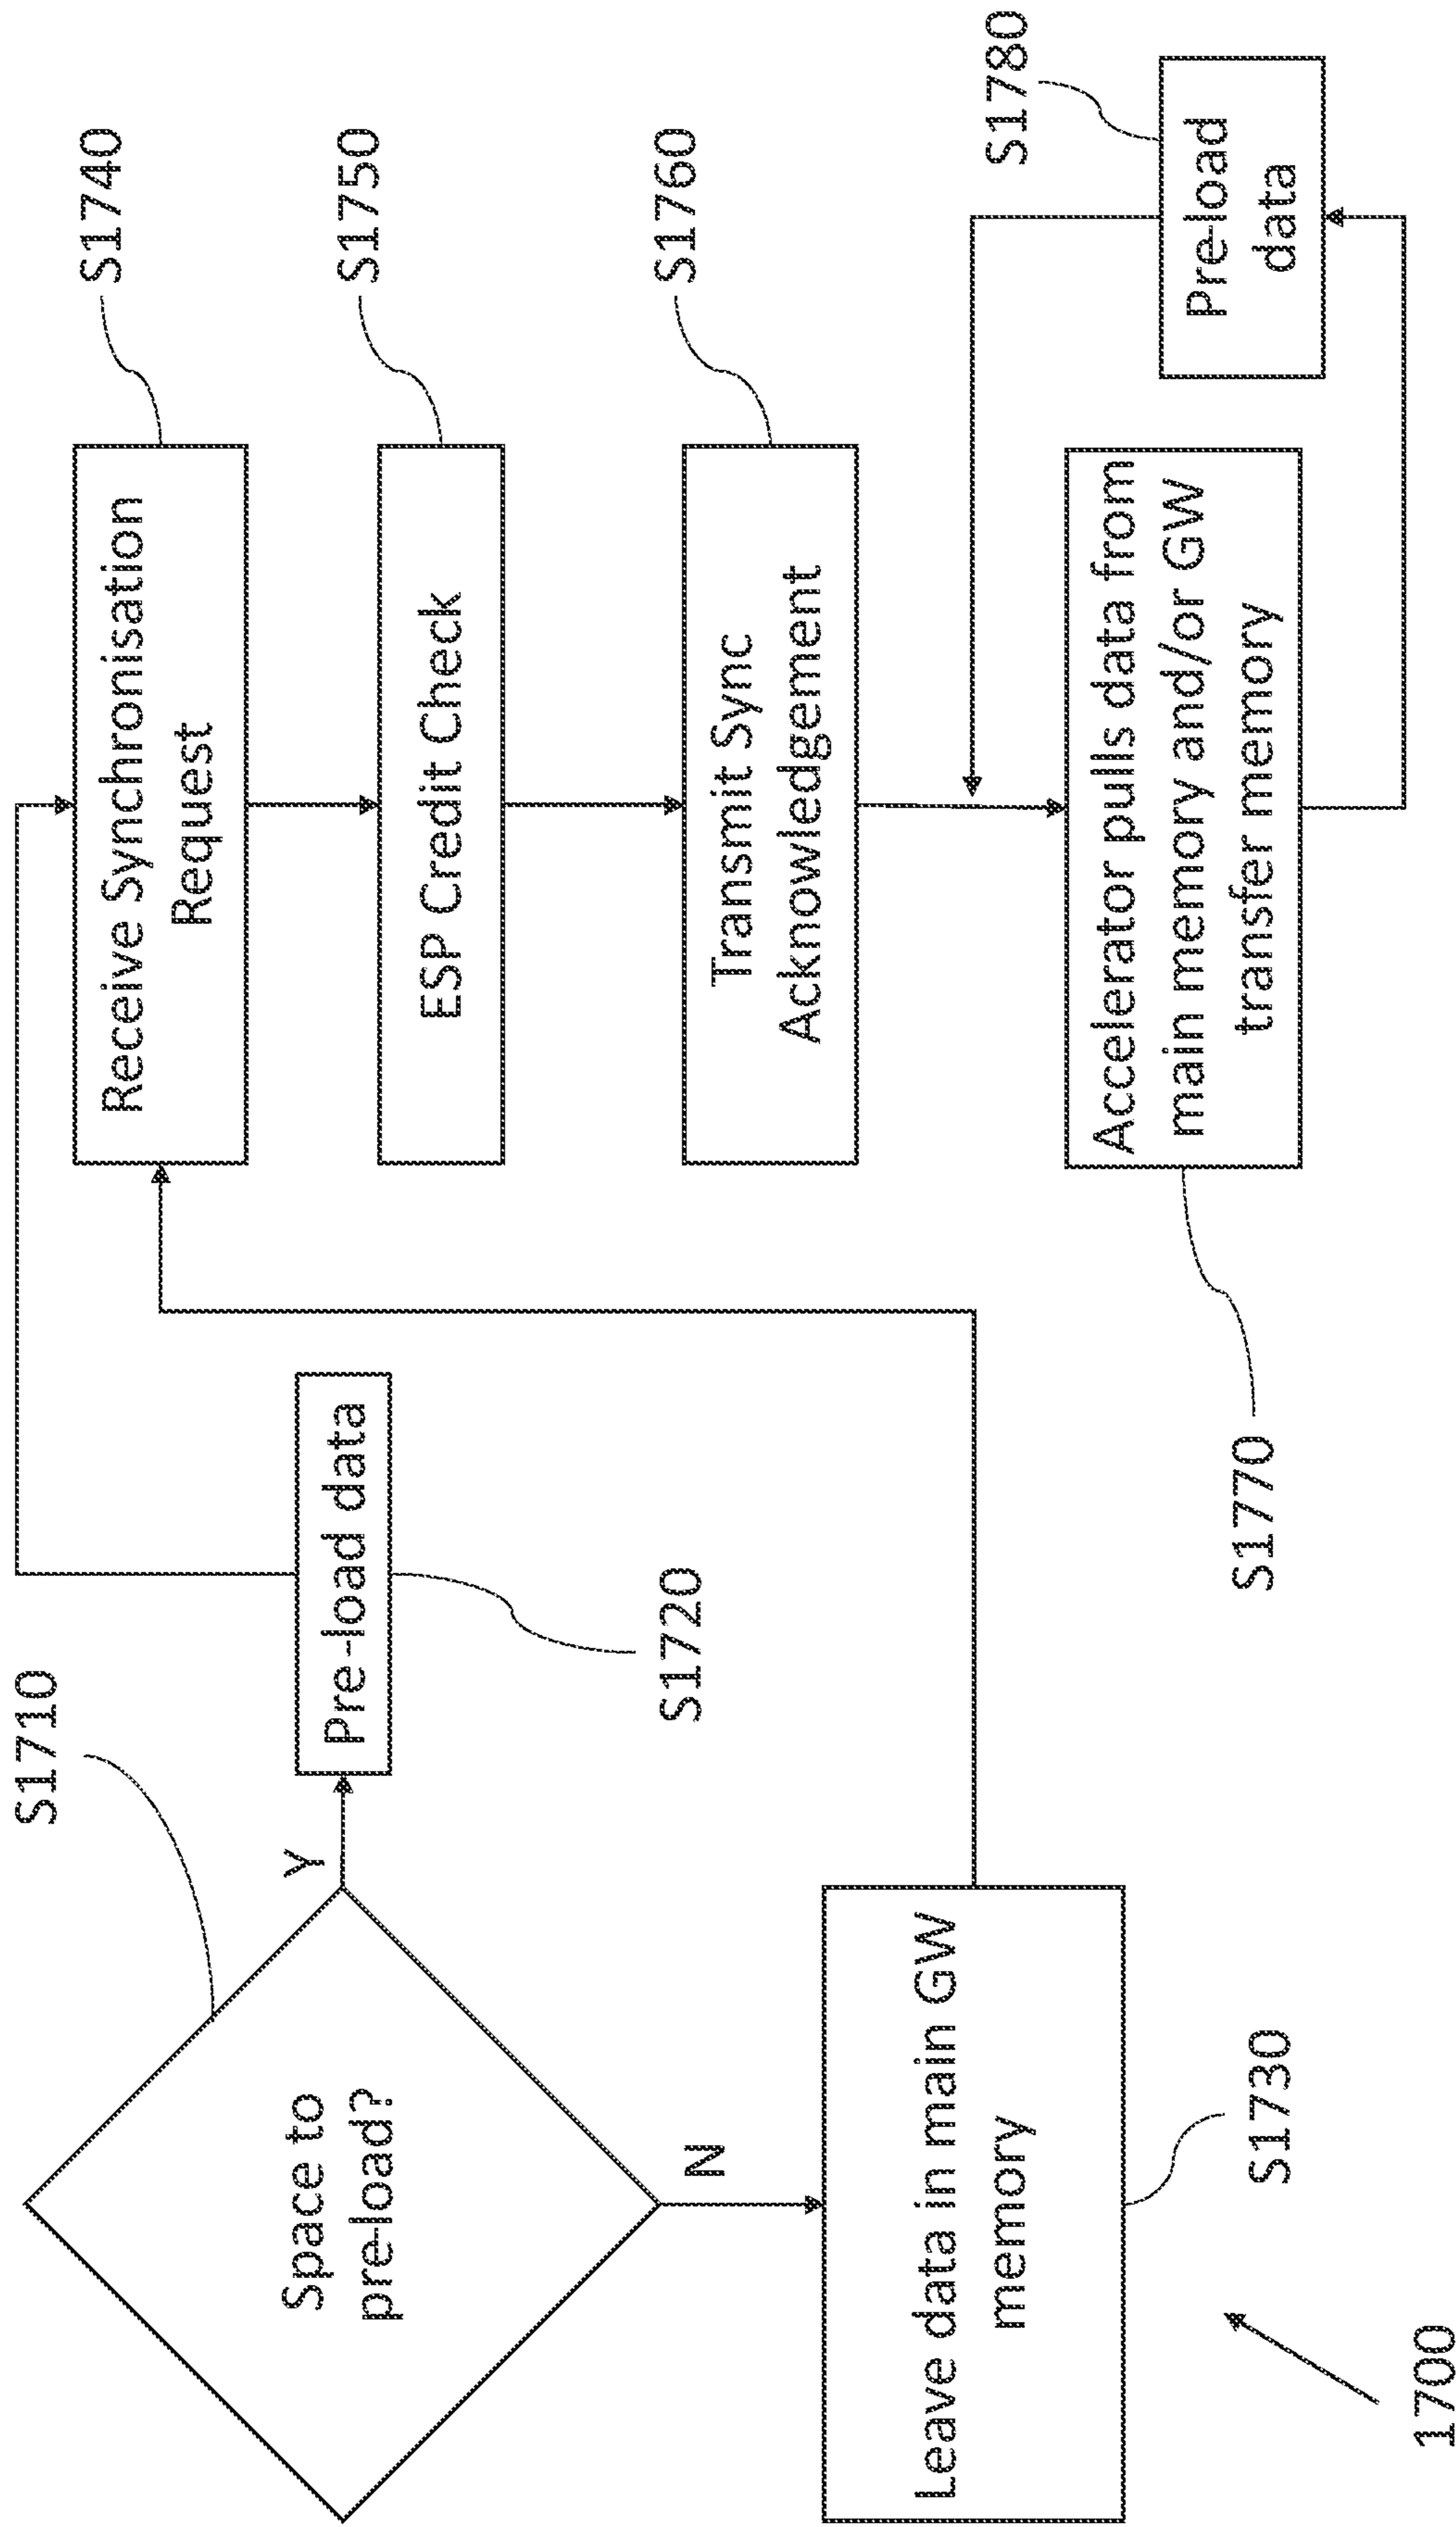 S1710
Space to
pre-load?
Y
N
Pre-load data
S1720
Leave data in main GW
memory
S1730
1700
Receive Synchronisation
Request
S1740
ESP Credit Check
S1750
Transmit Sync
Acknowledgement
S1760
Accelerator pulls data from
main memory and/or GW
transfer memory
S1770
Pre-load
data
S1780